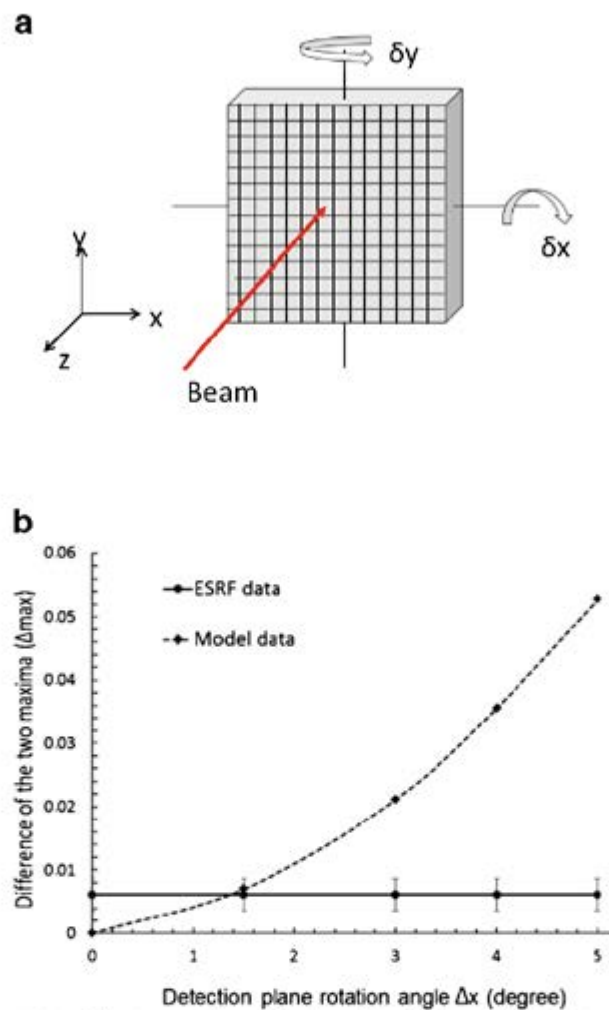 a
δy
δx
y
x
z
Beam
b
Difference of the two maxima (Δmax)
0.06
0.05
0.04
0.03
0.02
0.01
0
ESRF data
Model data
0 1 2 3 4 5
Detection plane rotation angle Δx (degree)